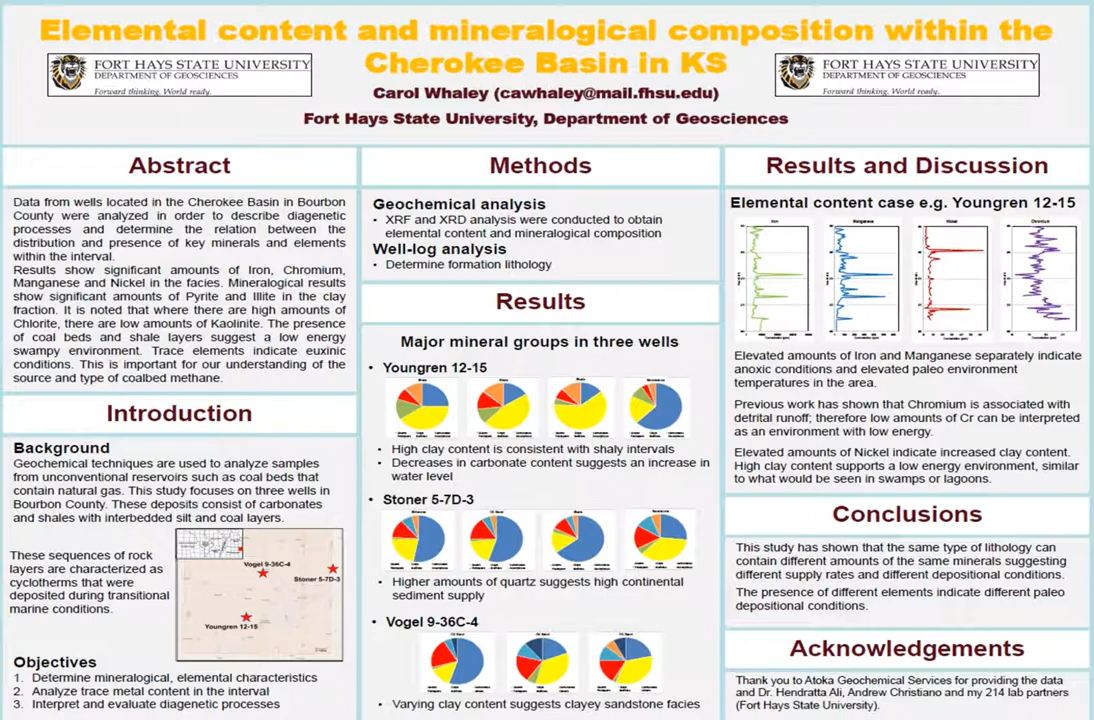 Elemental content and mineralogical composition within the
Cherokee Basin in KS
FORT HAYS STATE UNIVERSITY
DEPARTMENT OF GEOSCIENCES
Forward thinking. World ready.
FORT HAYS STATE UNIVERSITY
DEPARTMENT OF GEOSCIENCES
Forward thinking. World ready.
Carol Whaley (cawhaley@mail.fhsu.edu)
Fort Hays State University, Department of Geosciences
Abstract
Data from wells located in the Cherokee Basin in Bourbon
County were analyzed in order to describe diagenetic
processes and determine the relation between the
distribution and presence of key minerals and elements
within the interval.
Results show significant amounts of Iron, Chromium,
Manganese and Nickel in the facies. Mineralogical results
show significant amounts of Pyrite and Illite in the clay
fraction. It is noted that where there are high amounts of
Chlorite, there are low amounts of Kaolinite. The presence
of coal beds and shale layers suggest a low energy
swampy environment. Trace elements indicate euxinic
conditions. This is important for our understanding of the
source and type of coalbed methane.
Introduction
Background
Geochemical techniques are used to analyze samples
from unconventional reservoirs such as coal beds that
contain natural gas. This study focuses on three wells in
Bourbon County. These deposits consist of carbonates
and shales with interbedded silt and coal layers.
These sequences of rock
layers are characterized as
cyclotherms that were
deposited during transitional
marine conditions.
Vogel 9-36C-4
Stoner 5-7D-3
Youngren 12-15
Objectives
1. Determine mineralogical, elemental characteristics
2. Analyze trace metal content in the interval
3. Interpret and evaluate diagenetic processes
Methods
Geochemical analysis
• XRF and XRD analysis were conducted to obtain
elemental content and mineralogical composition
Well-log analysis
• Determine formation lithology
Results
Major mineral groups in three wells
• Youngren 12-15
• High clay content is consistent with shaly intervals
• Decreases in carbonate content suggests an increase in
water level
• Stoner 5-7D-3
• Higher amounts of quartz suggests high continental
sediment supply
• Vogel 9-36C-4
• Varying clay content suggests clayey sandstone facies
Results and Discussion
Elemental content case e.g. Youngren 12-15
Iron
Manganese
Nickel
Chromium
Elevated amounts of Iron and Manganese separately indicate
anoxic conditions and elevated paleo environment
temperatures in the area.
Previous work has shown that Chromium is associated with
detrital runoff; therefore low amounts of Cr can be interpreted
as an environment with low energy.
Elevated amounts of Nickel indicate increased clay content.
High clay content supports a low energy environment, similar
to what would be seen in swamps or lagoons.
Conclusions
This study has shown that the same type of lithology can
contain different amounts of the same minerals suggesting
different supply rates and different depositional conditions.
The presence of different elements indicate different paleo
depositional conditions.
Acknowledgements
Thank you to Atoka Geochemical Services for providing the data
and Dr. Hendratta Ali, Andrew Christiano and my 214 lab partners
(Fort Hays State University).